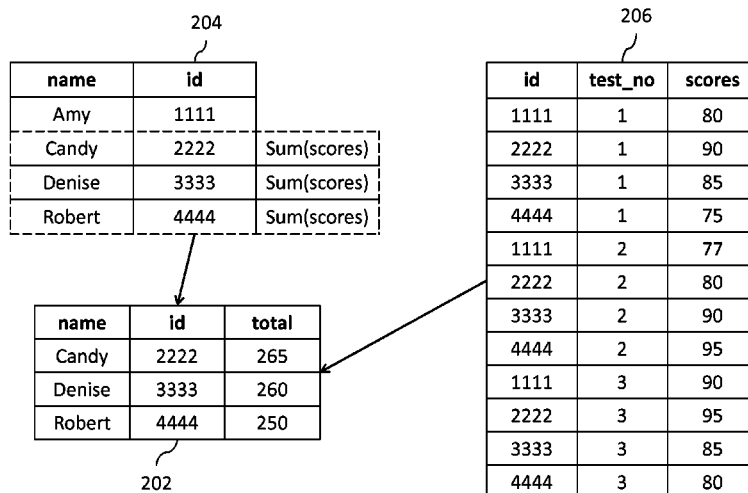 204
name id
Amy 1111
Candy 2222 Sum(scores)
Denise 3333 Sum(scores)
Robert 4444 Sum(scores)
name id total
Candy 2222 265
Denise 3333 260
Robert 4444 250
202
206
id test_no scores
1111 1 80
2222 1 90
3333 1 85
4444 1 75
1111 2 77
2222 2 80
3333 2 90
4444 2 95
1111 3 90
2222 3 95
3333 3 85
4444 3 80